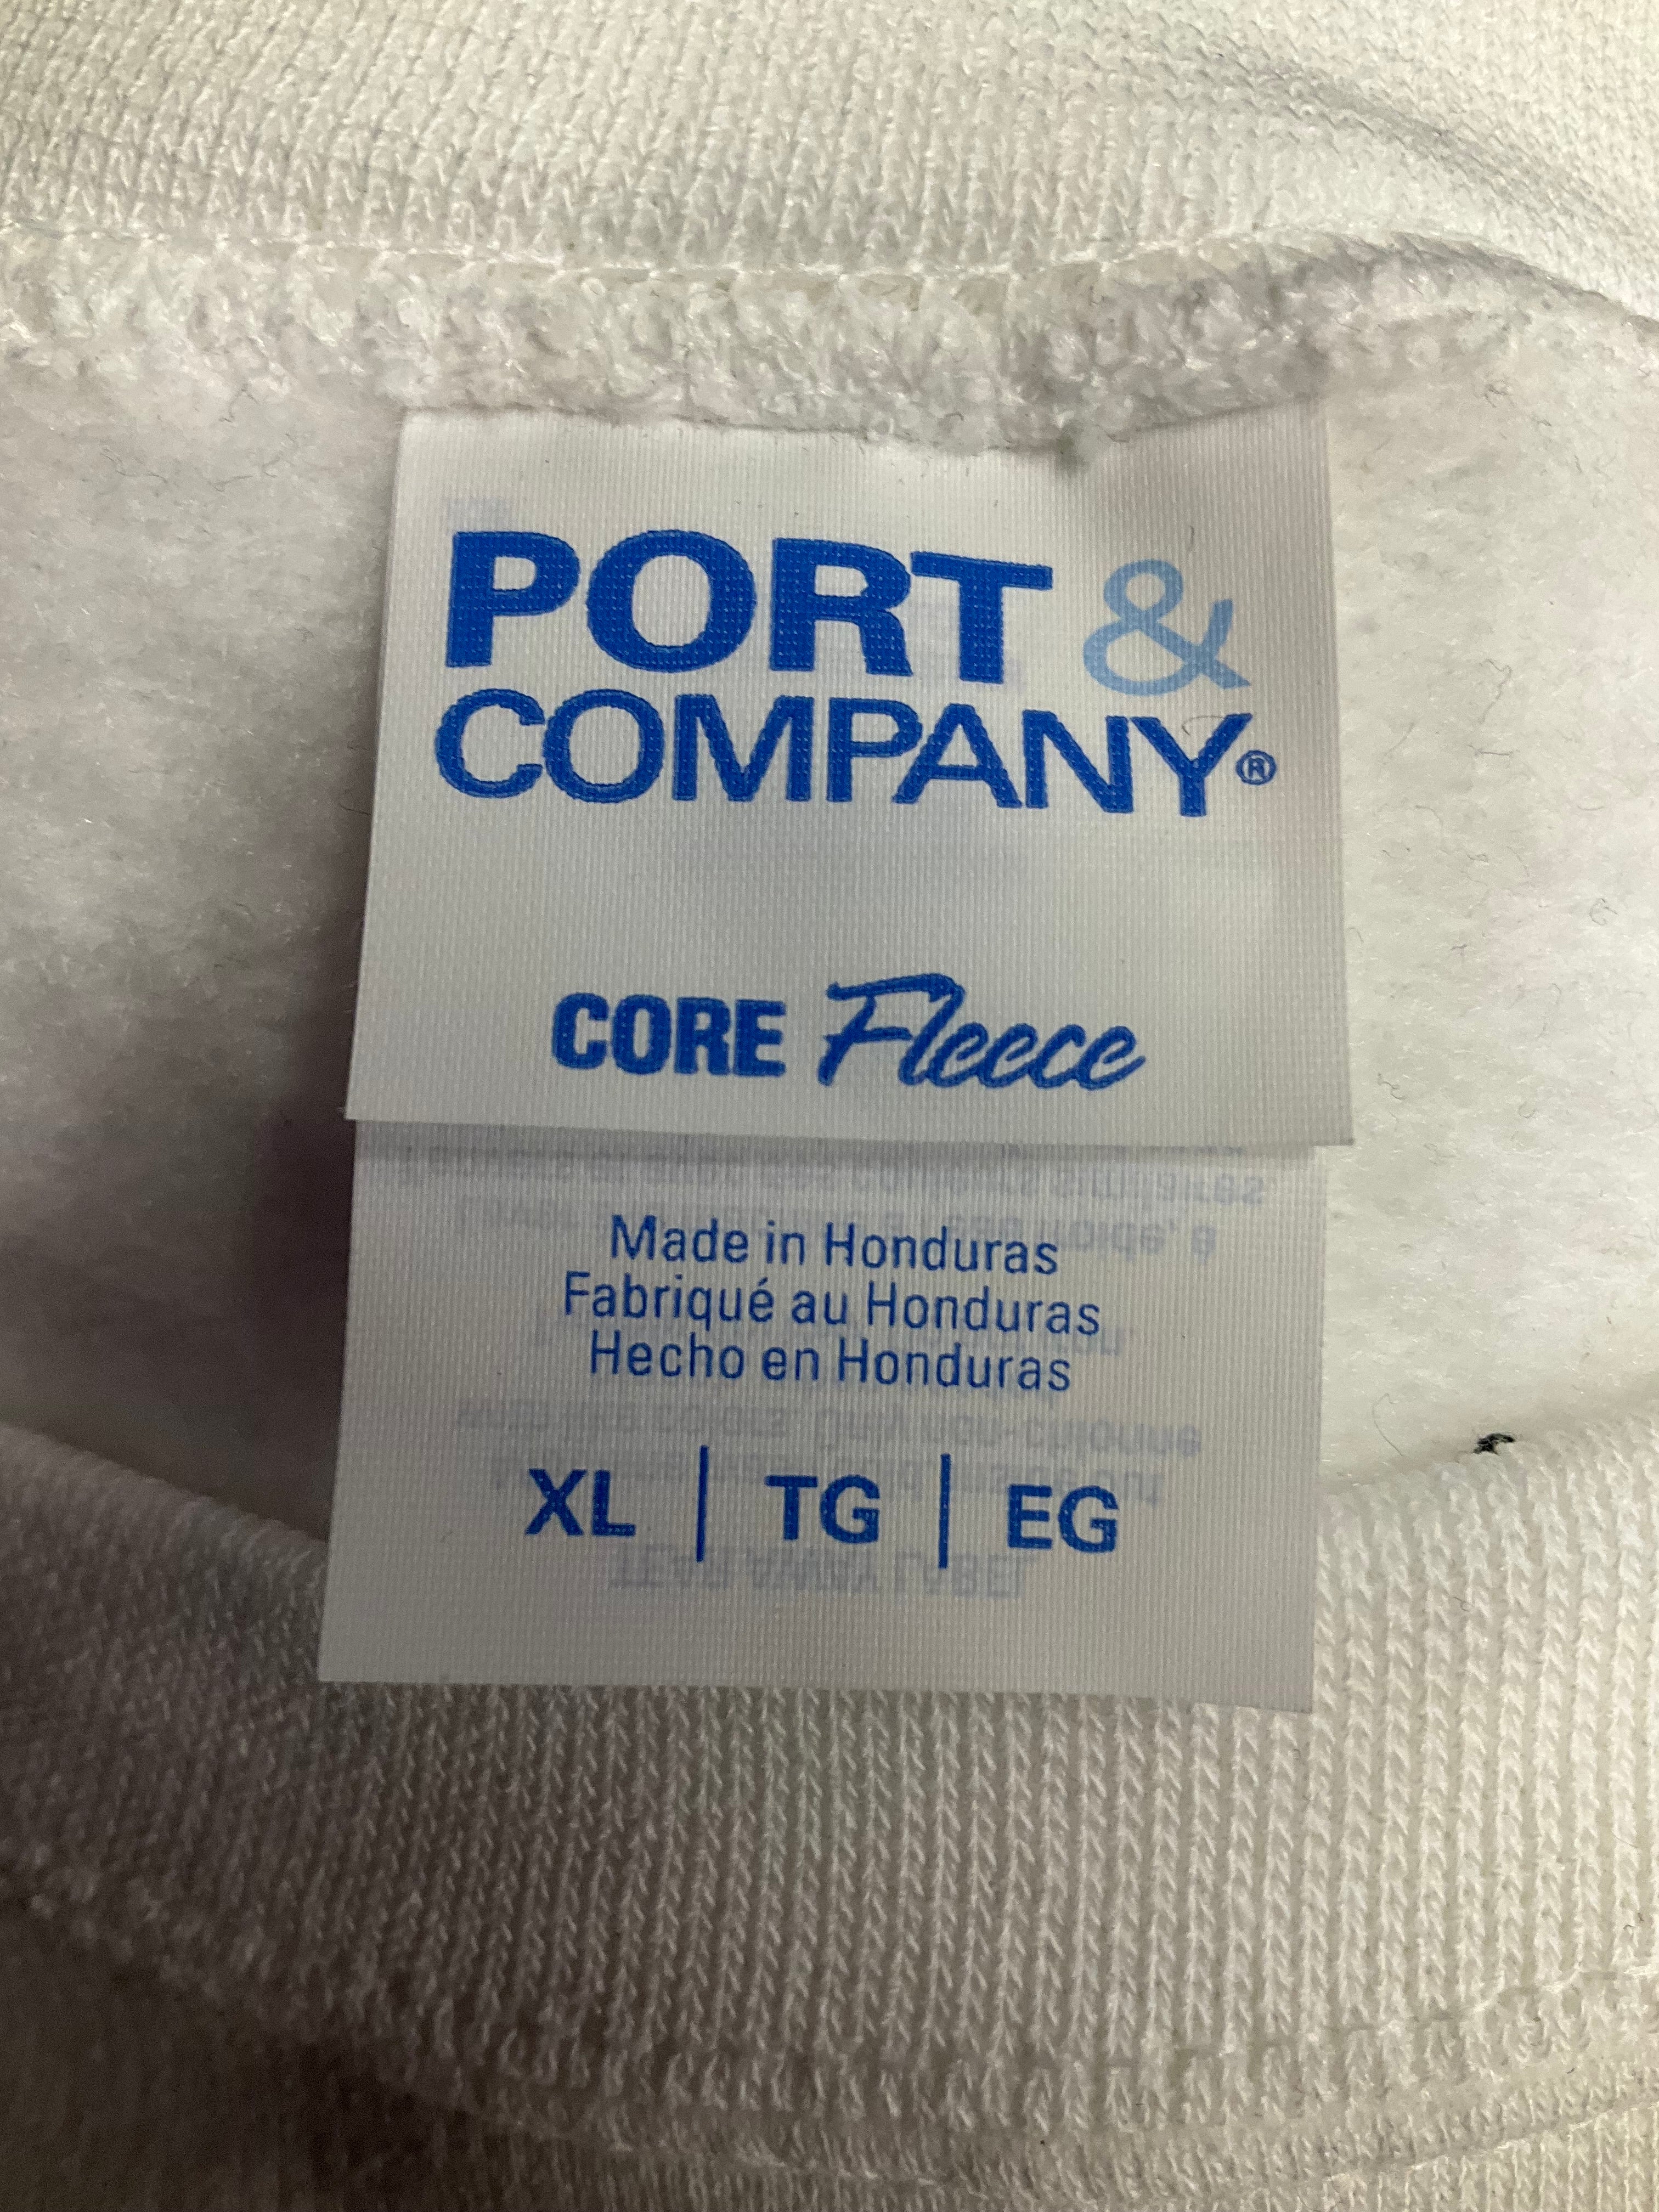 PORT &
COMPANY®
CORE Fleece
Made in Honduras
Fabriqué au Honduras
Hecho en Honduras
XL | TG | EG